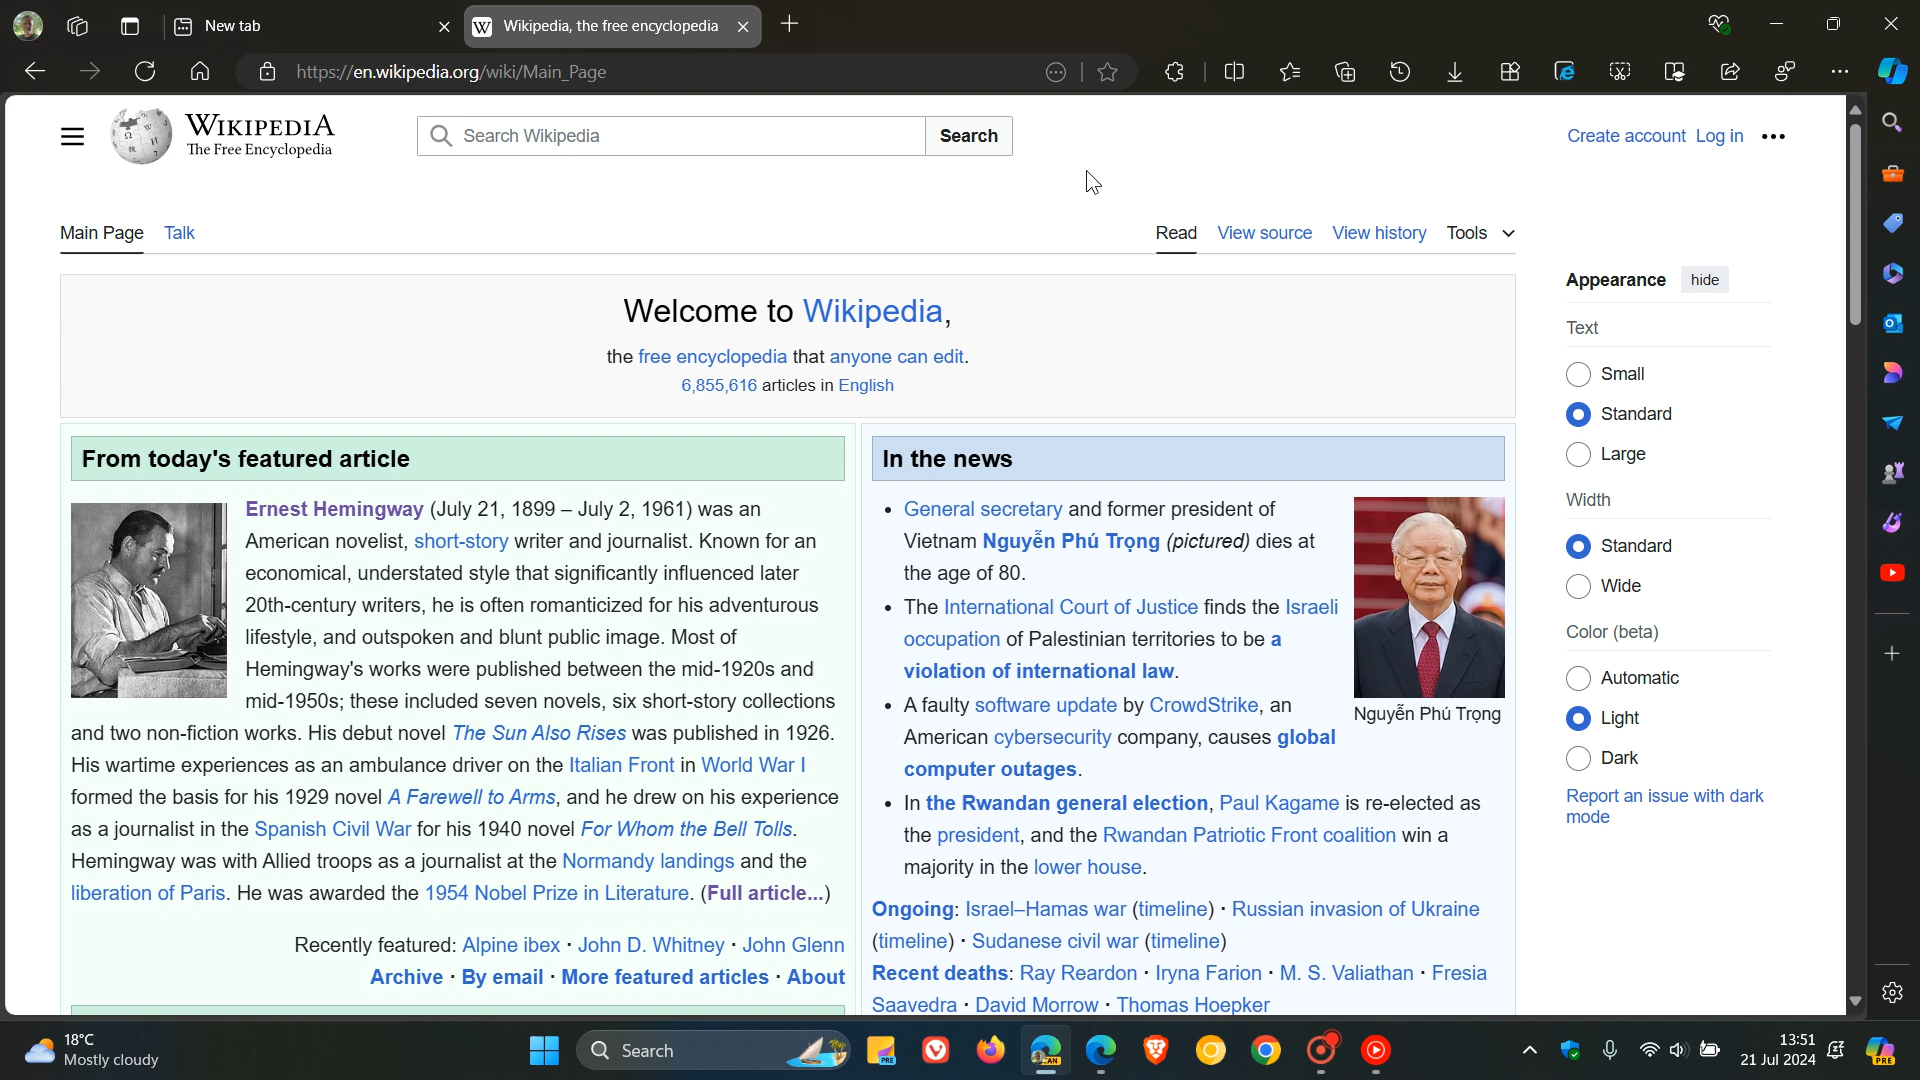 New tab
Wikipedia, the free encyclopedia
https://en.wikipedia.org/wiki/Main_Page
WIKIPEDIA
The Free Encyclopedia
Search Wikipedia
Search
Create account Log in
Main Page Talk
Read View source View history Tools
Welcome to Wikipedia,
the free encyclopedia that anyone can edit.
6,855,616 articles in English
From today's featured article
Ernest Hemingway (July 21, 1899 – July 2, 1961) was an
American novelist, short-story writer and journalist. Known for an
economical, understated style that significantly influenced later
20th-century writers, he is often romanticized for his adventurous
lifestyle, and outspoken and blunt public image. Most of
Hemingway's works were published between the mid-1920s and
mid-1950s; these included seven novels, six short-story collections
and two non-fiction works. His debut novel The Sun Also Rises was published in 1926.
His wartime experiences as an ambulance driver on the Italian Front in World War I
formed the basis for his 1929 novel A Farewell to Arms, and he drew on his experience
as a journalist in the Spanish Civil War for his 1940 novel For Whom the Bell Tolls.
Hemingway was with Allied troops as a journalist at the Normandy landings and the
liberation of Paris. He was awarded the 1954 Nobel Prize in Literature. (Full article...)
Recently featured: Alpine ibex · John D. Whitney · John Glenn
Archive · By email · More featured articles · About
In the news
General secretary and former president of
Vietnam Nguyễn Phú Trọng (pictured) dies at
the age of 80.
The International Court of Justice finds the Israeli
occupation of Palestinian territories to be a
violation of international law.
A faulty software update by CrowdStrike, an
American cybersecurity company, causes global
computer outages.
In the Rwandan general election, Paul Kagame is re-elected as
the president, and the Rwandan Patriotic Front coalition win a
majority in the lower house.
Nguyễn Phú Trọng
Ongoing: Israel–Hamas war (timeline) · Russian invasion of Ukraine
(timeline) · Sudanese civil war (timeline)
Recent deaths: Ray Reardon · Iryna Farion · M. S. Valiathan · Fresia
Saavedra · David Morrow · Thomas Hoepker
Appearance hide
Text
Small
Standard
Large
Width
Standard
Wide
Color (beta)
Automatic
Light
Dark
Report an issue with dark
mode
18°C
Mostly cloudy
Search
13:51
21 Jul 2024